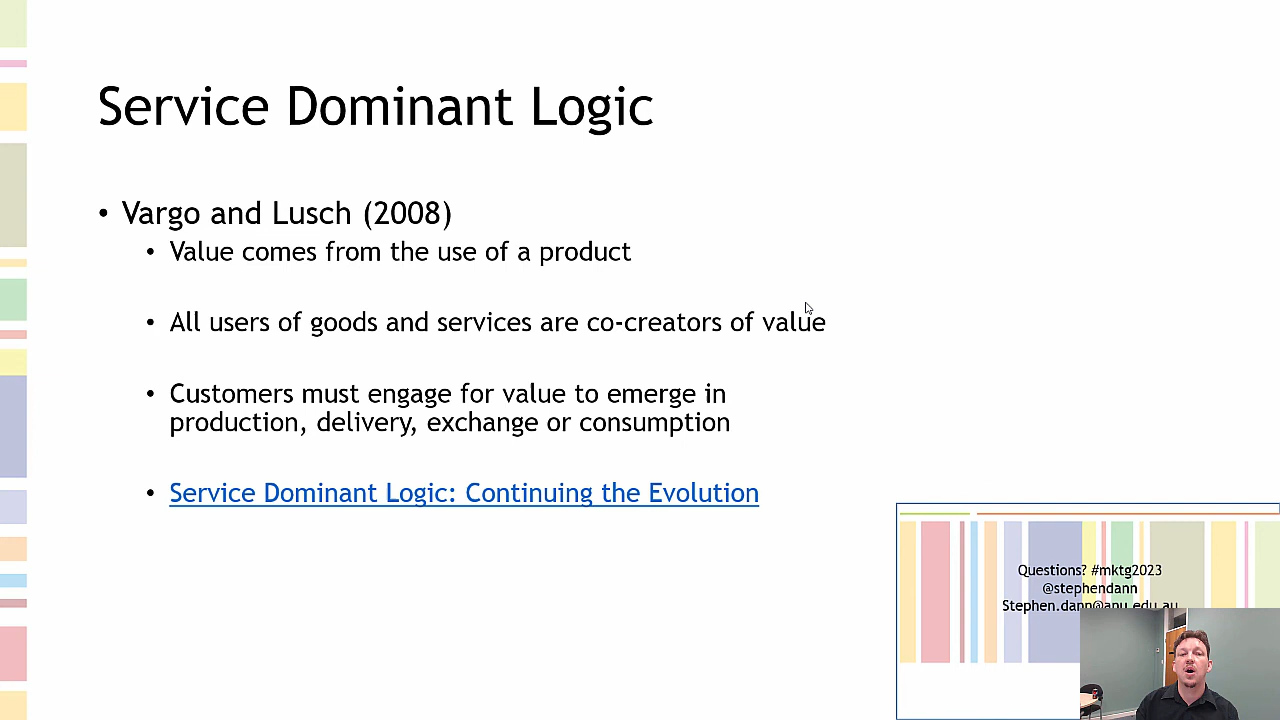 Service Dominant Logic
• Vargo and Lusch (2008)
• Value comes from the use of a product
• All users of goods and services are co-creators of value
• Customers must engage for value to emerge in
production, delivery, exchange or consumption
• Service Dominant Logic: Continuing the Evolution
Questions? #mktg2023
@stephendann
Stephen.dann@anu.edu.au